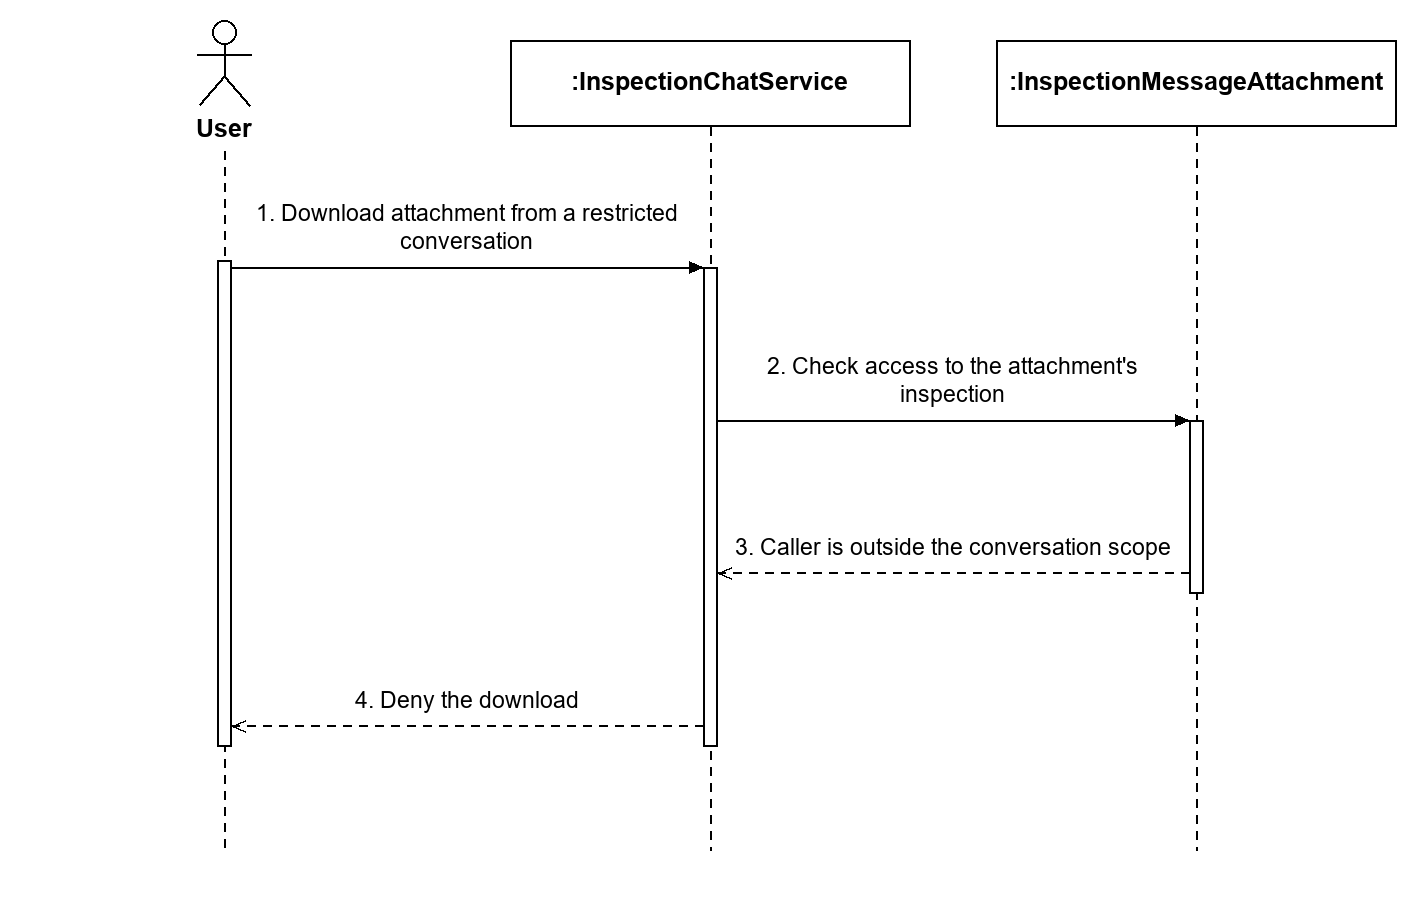 User
:InspectionChatService
:InspectionMessageAttachment
1. Download attachment from a restricted
conversation
2. Check access to the attachment's
inspection
3. Caller is outside the conversation scope
4. Deny the download